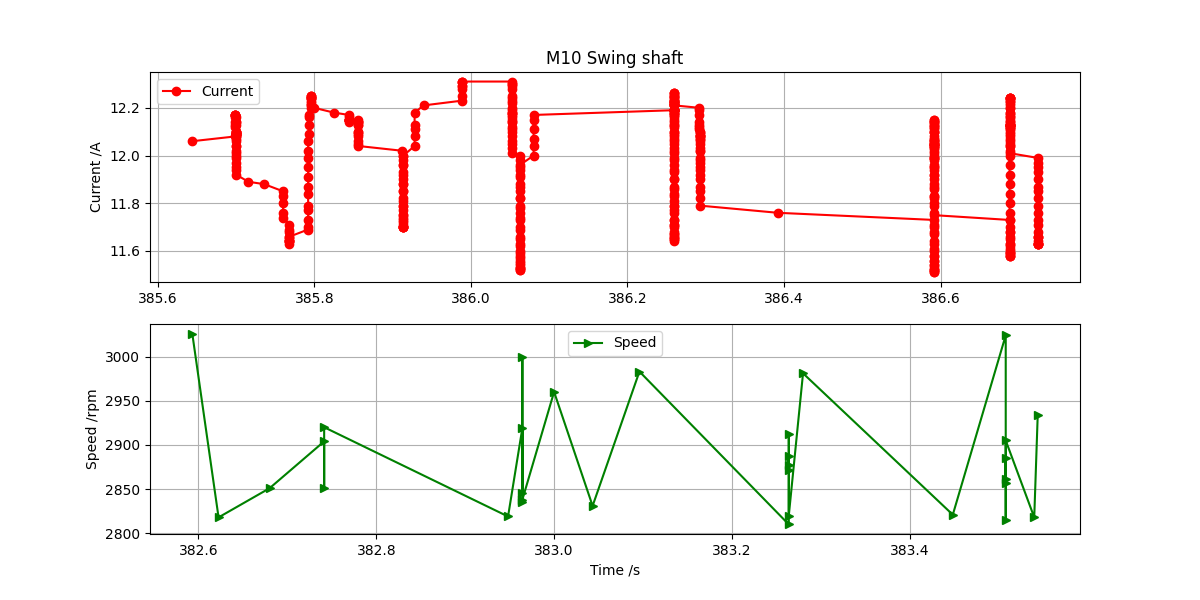 M10 Swing shaft
Current
Current /A
12.2
12.0
11.8
11.6
385.6 385.8 386.0 386.2 386.4 386.6
Speed
Speed /rpm
3000
2950
2900
2850
2800
382.6 382.8 383.0 383.2 383.4
Time /s